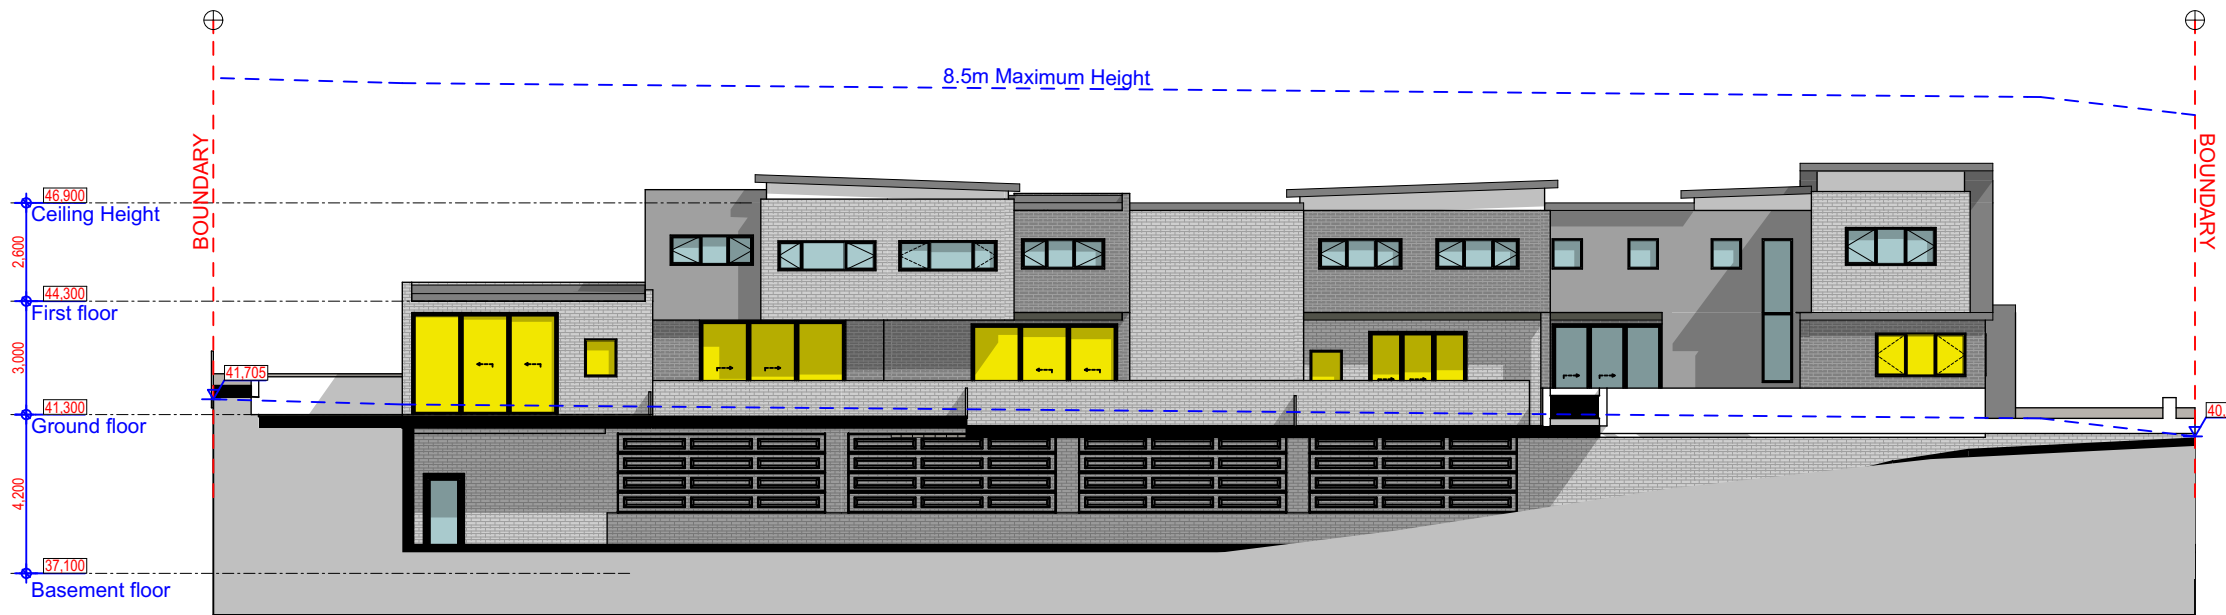 8.5m Maximum Height
BOUNDARY
BOUNDARY
46,900
Ceiling Height
2,600
44,300
First floor
3,000
41,705
41,300
Ground floor
40,
4,200
37,100
Basement floor